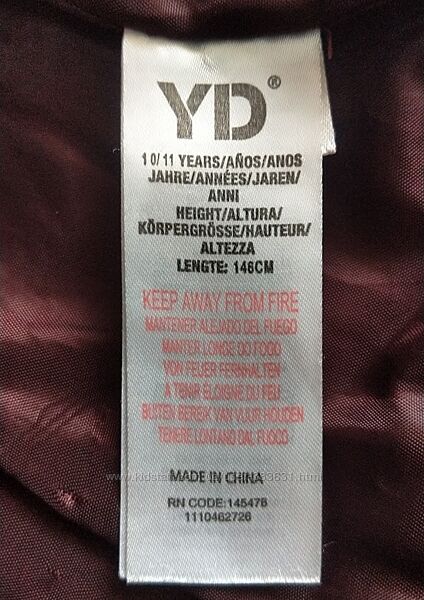 YD®
10/11 YEARS/AÑOS/ANOS
JAHRE/ANNÉES/JAREN/
ANNI
HEIGHT/ALTURA/
KÖRPERGRÖSSE/HAUTEUR/
ALTEZZA
LENGTE: 146CM
KEEP AWAY FROM FIRE
MANTENER ALEJADO DEL FUEGO
MANTER LONGE DO FOGO
VON FEUER FERNHALTEN
A TENIR ELOIGNE DU FEU
BUITEN BEREIK VAN VUUR HOUDEN
TENERE LONTANO DAL FUOCO
MADE IN CHINA
RN CODE:145476
1110462726